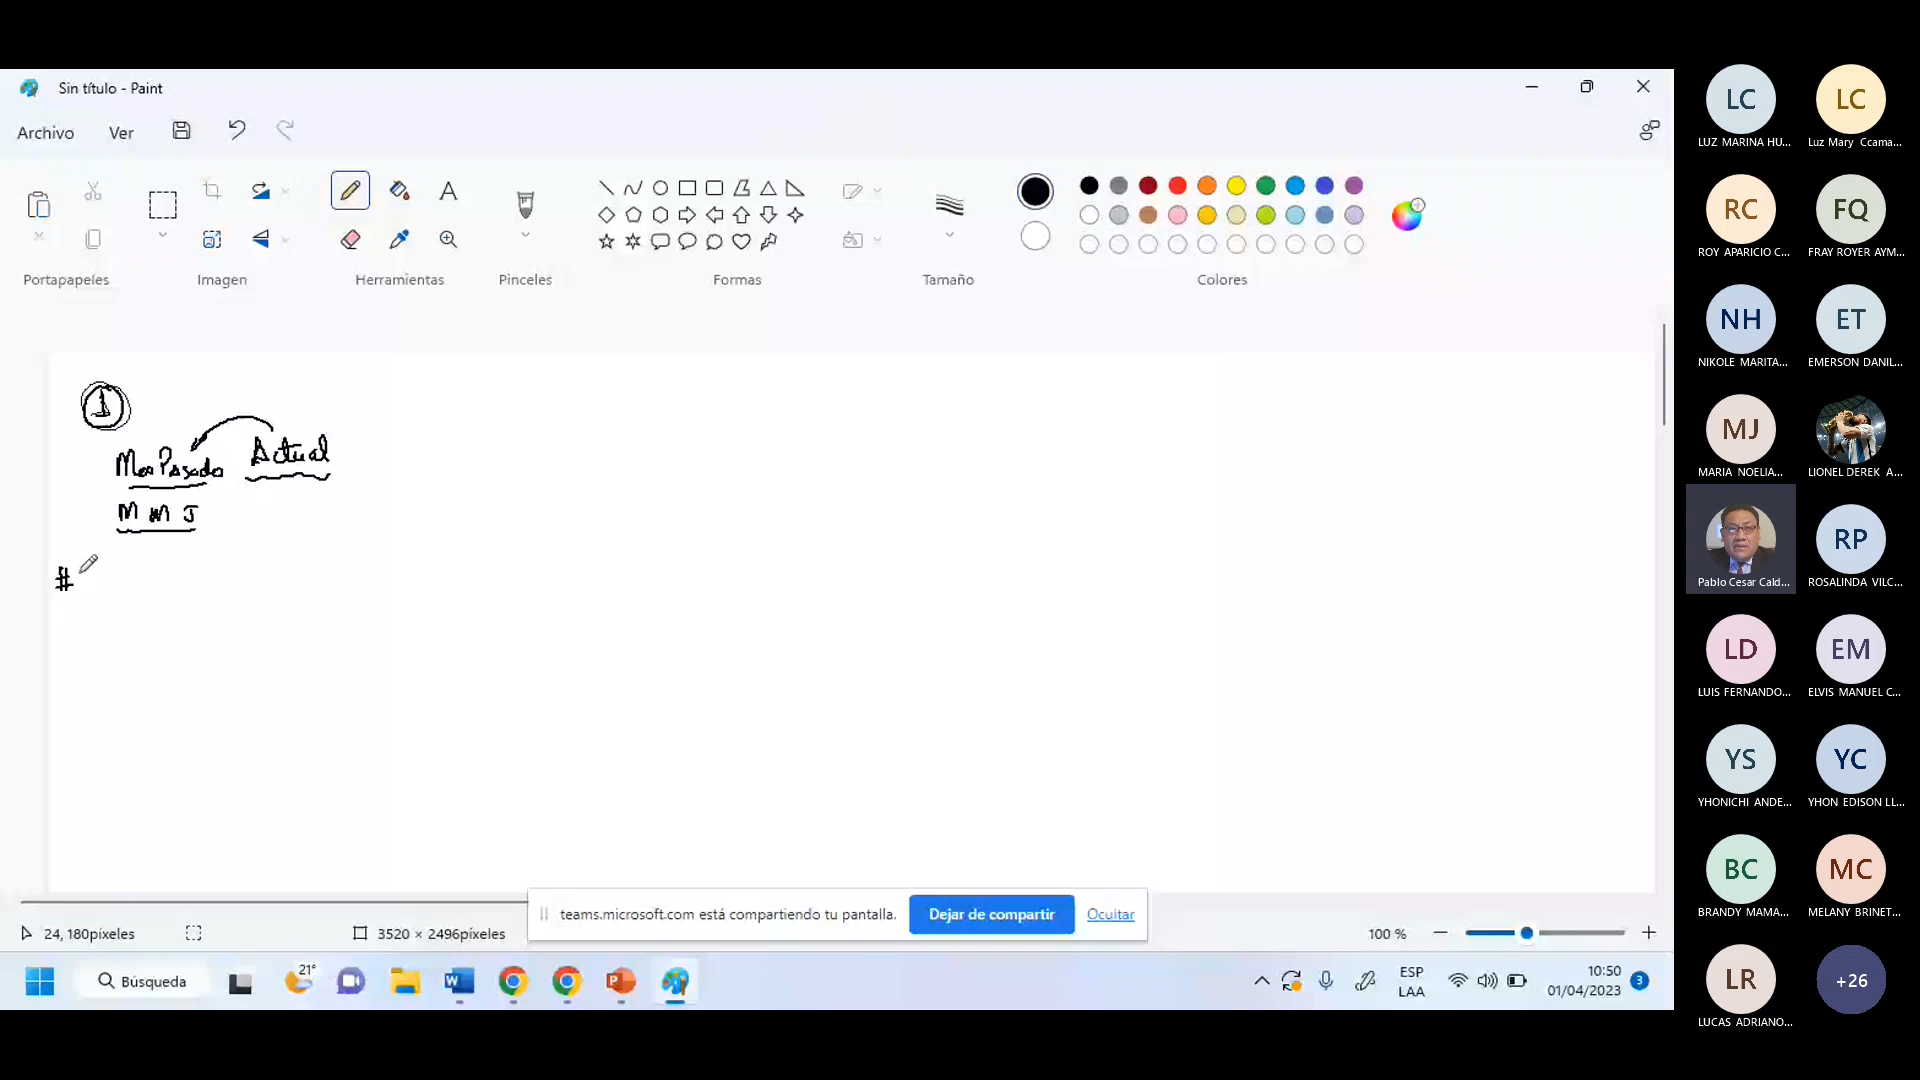 Sin título - Paint
Archivo Ver
Portapapeles Imagen Herramientas Pinceles Formas Tamaño Colores
1
Mes Pasado Actual
M M J
#
teams.microsoft.com está compartiendo tu pantalla. Dejar de compartir Ocultar
24, 180píxeles 3520 × 2496píxeles 100 %
21° Búsqueda
ESP
LAA
10:50
01/04/2023
3
LC LC
LUZ MARINA HU... Luz Mary Ccama...
RC FQ
ROY APARICIO C... FRAY ROYER AYM...
NH ET
NIKOLE MARITA... EMERSON DANIL...
MJ
MARIA NOELIA... LIONEL DEREK A...
RP
Pablo Cesar Cald... ROSALINDA VILC...
LD EM
LUIS FERNANDO... ELVIS MANUEL C...
YS YC
YHONICHI ANDE... YHON EDISON LL...
BC MC
BRANDY MAMA... MELANY BRINET...
LR +26
LUCAS ADRIANO...